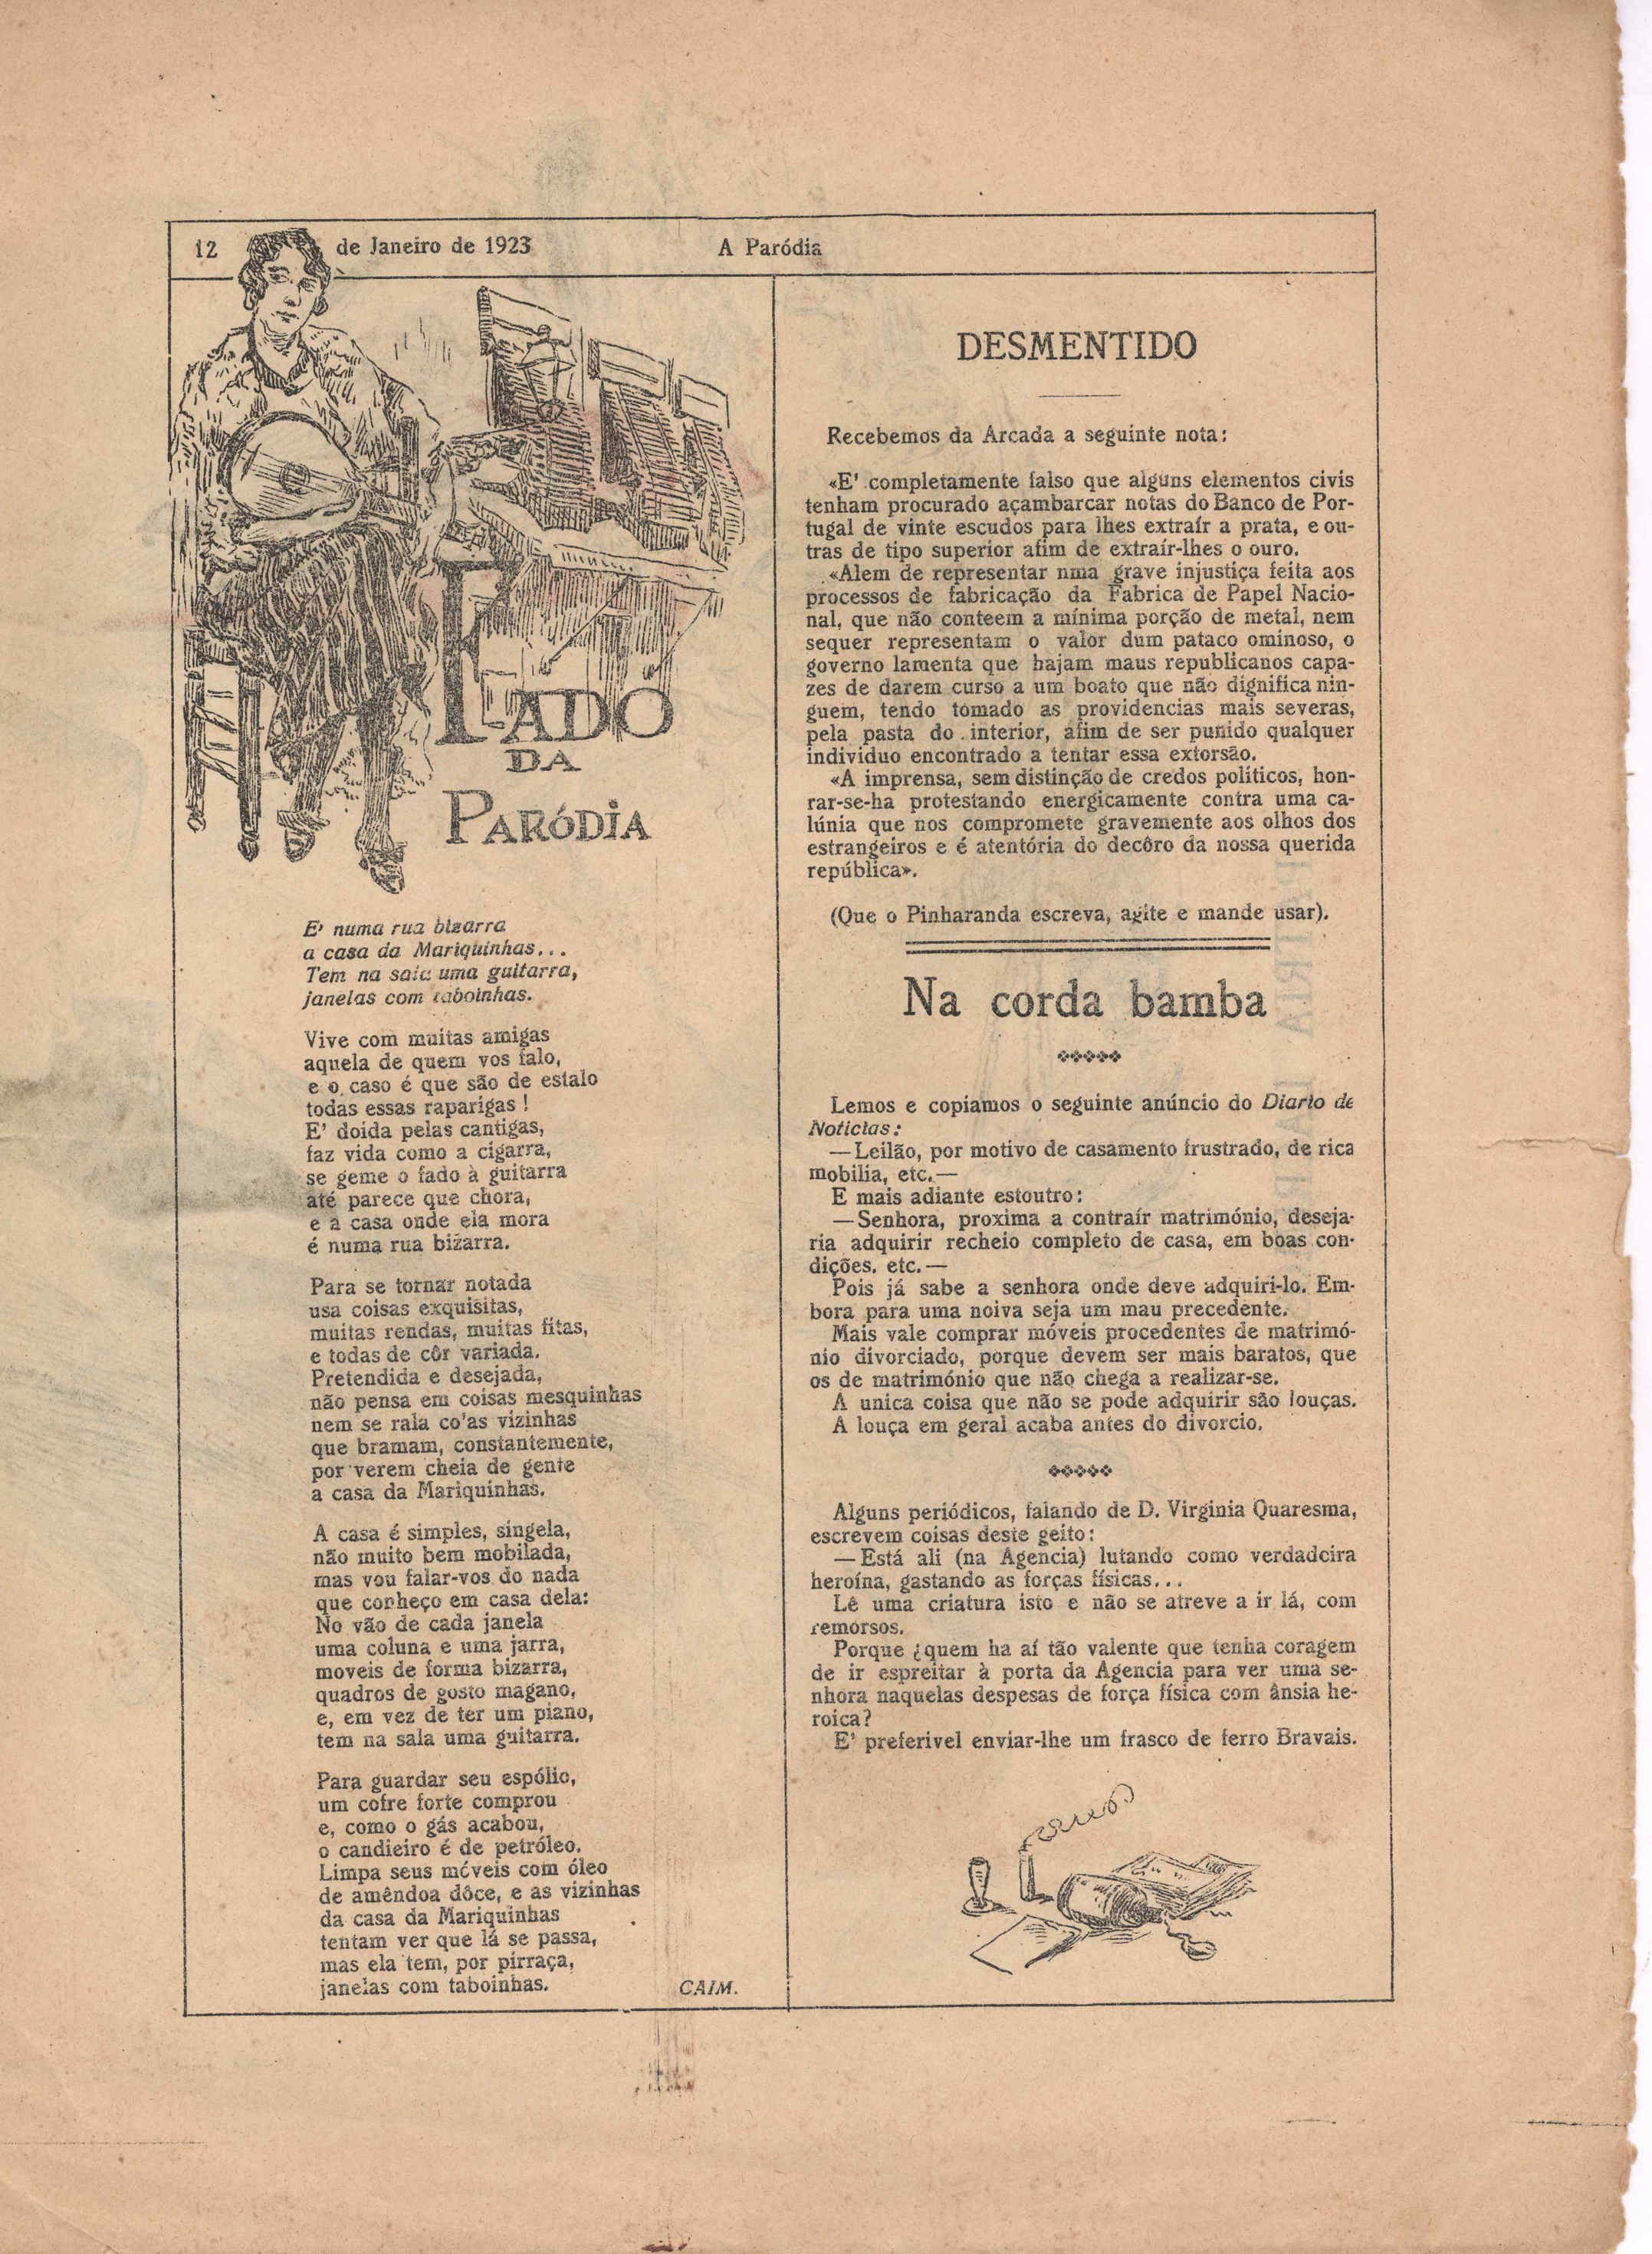 12 de Janeiro de 1923
A Paródia
FADO
DA
PARÓDIA
E' numa rua bizarra
a casa da Mariquinhas...
Tem na sala uma guitarra,
janelas com taboinhas.
Vive com muitas amigas
aquela de quem vos falo,
e o caso é que são de estalo
todas essas raparigas!
E' doida pelas cantigas,
faz vida como a cigarra,
se geme o fado à guitarra
até parece que chora,
e a casa onde ela mora
é numa rua bizarra.
Para se tornar notada
usa coisas exquisitas,
muitas rendas, muitas fitas,
e todas de côr variada.
Pretendida e desejada,
não pensa em coisas mesquinhas
nem se rala co'as vizinhas
que bramam, constantemente,
por verem cheia de gente
a casa da Mariquinhas.
A casa é simples, singela,
não muito bem mobilada,
mas vou falar-vos do nada
que conheço em casa dela:
No vão de cada janela
uma coluna e uma jarra,
moveis de forma bizarra,
quadros de gosto magano,
e, em vez de ter um piano,
tem na sala uma guitarra.
Para guardar seu espólio,
um cofre forte comprou
e, como o gás acabou,
o candieiro é de petróleo.
Limpa seus móveis com óleo
de amêndoa dôce, e as vizinhas
da casa da Mariquinhas
tentam ver que lá se passa,
mas ela tem, por pirraça,
janelas com taboinhas.
CAIM.
DESMENTIDO
Recebemos da Arcada a seguinte nota:
«E' completamente falso que alguns elementos civis
tenham procurado açambarcar notas do Banco de Por-
tugal de vinte escudos para lhes extraír a prata, e ou-
tras de tipo superior afim de extraír-lhes o ouro.
«Alem de representar nma grave injustiça feita aos
processos de fabricação da Fabrica de Papel Nacio-
nal, que não conteem a mínima porção de metal, nem
sequer representam o valor dum pataco ominoso, o
governo lamenta que hajam maus republicanos capa-
zes de darem curso a um boato que não dignifica nin-
guem, tendo tomado as providencias mais severas,
pela pasta do interior, afim de ser punido qualquer
individuo encontrado a tentar essa extorsão.
«A imprensa, sem distinção de credos políticos, hon-
rar-se-ha protestando energicamente contra uma ca-
lúnia que nos compromete gravemente aos olhos dos
estrangeiros e é atentória do decôro da nossa querida
república».
(Que o Pinharanda escreva, agite e mande usar).
Na corda bamba
Lemos e copiamos o seguinte anúncio do Diario de
Noticias:
—Leilão, por motivo de casamento frustrado, de rica
mobilia, etc.—
E mais adiante estoutro:
—Senhora, proxima a contraír matrimónio, deseja-
ria adquirir recheio completo de casa, em boas con-
dições. etc.—
Pois já sabe a senhora onde deve adquiri-lo. Em-
bora para uma noiva seja um mau precedente.
Mais vale comprar móveis procedentes de matrimó-
nio divorciado, porque devem ser mais baratos, que
os de matrimónio que não chega a realizar-se.
A unica coisa que não se pode adquirir são louças.
A louça em geral acaba antes do divorcio.
Alguns periódicos, falando de D. Virginia Quaresma,
escrevem coisas deste geito:
—Está ali (na Agencia) lutando como verdadeira
heroína, gastando as forças físicas...
Lê uma criatura isto e não se atreve a ir lá, com
remorsos.
Porque ¿quem ha aí tão valente que tenha coragem
de ir espreitar à porta da Agencia para ver uma se-
nhora naquelas despesas de força física com ânsia he-
roica?
E' preferivel enviar-lhe um frasco de ferro Bravais.